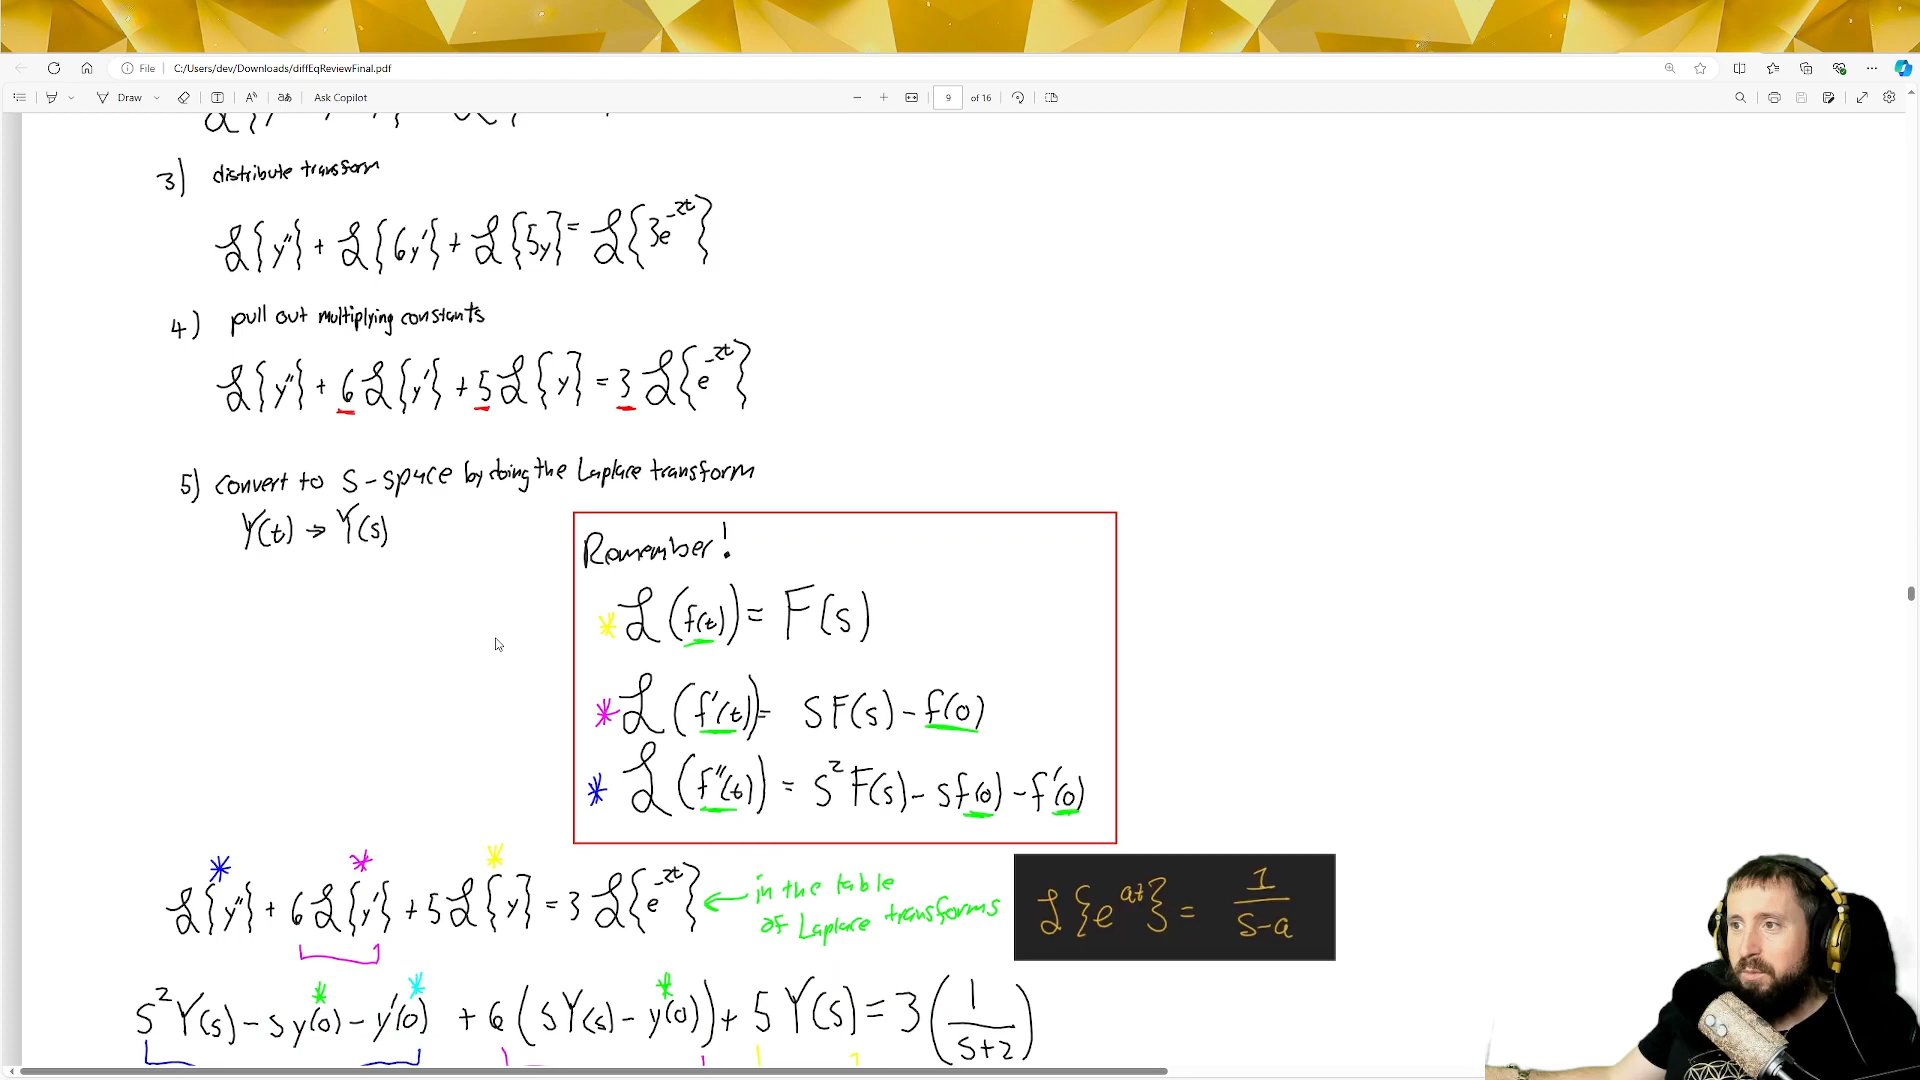 File C:/Users/dev/Downloads/diffEqReviewFinal.pdf
Draw Ask Copilot 9 of 16
3) distribute transform
ℒ{y''} + ℒ{6y'} + ℒ{5y} = ℒ{3e^{-2t}}
4) pull out multiplying constants
ℒ{y''} + 6ℒ{y'} + 5ℒ{y} = 3ℒ{e^{-2t}}
5) convert to s-space by doing the Laplace transform
Y(t) → Y(s)
Remember!
*ℒ(f(t)) = F(s)
*ℒ(f'(t)) = SF(s) - f(0)
*ℒ(f''(t)) = S²F(s) - sf(0) - f'(0)
* * *
ℒ{y''} + 6ℒ{y'} + 5ℒ{y} = 3ℒ{e^{-2t}} ← in the table
of Laplace transforms
ℒ{e^{at}} = 1/(s-a)
* * *
S²Y(s) - sy(0) - y'(0) + 6(SY(s) - y(0)) + 5Y(s) = 3(1/(s+2))